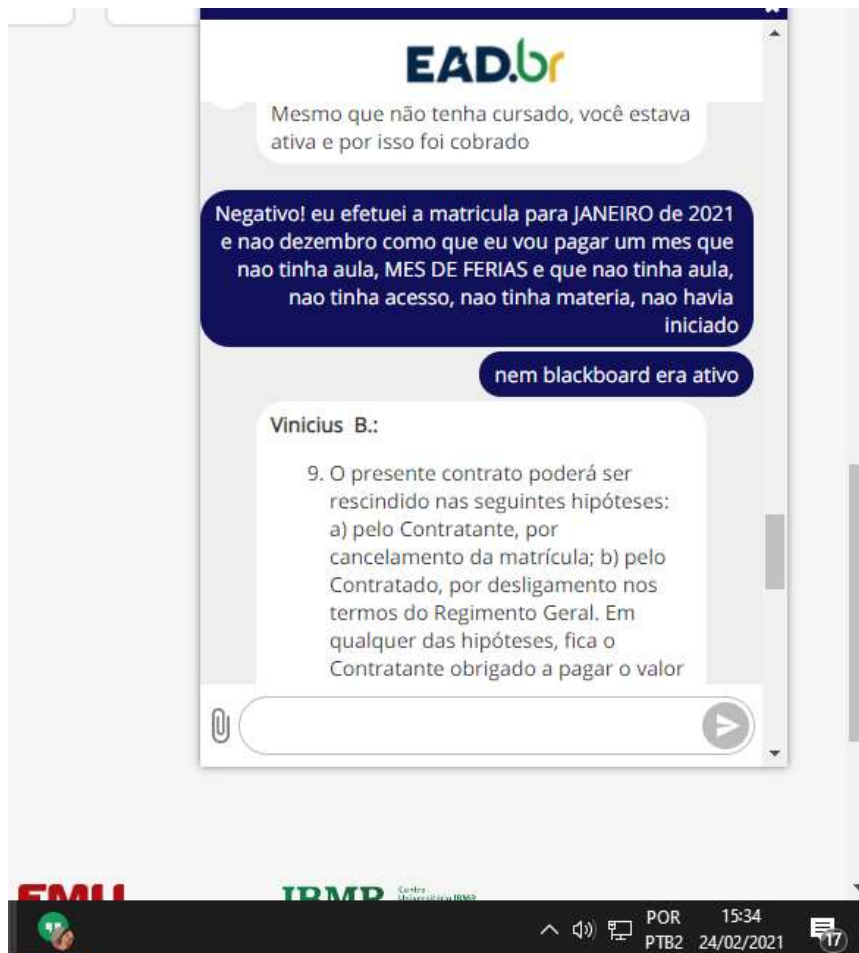 EAD.br
Mesmo que não tenha cursado, você estava
ativa e por isso foi cobrado
Negativo! eu efetuei a matricula para JANEIRO de 2021
e nao dezembro como que eu vou pagar um mes que
nao tinha aula, MES DE FERIAS e que nao tinha aula,
nao tinha acesso, nao tinha materia, nao havia
iniciado
nem blackboard era ativo
Vinicius B.:
9. O presente contrato poderá ser
rescindido nas seguintes hipóteses:
a) pelo Contratante, por
cancelamento da matrícula; b) pelo
Contratado, por desligamento nos
termos do Regimento Geral. Em
qualquer das hipóteses, fica o
Contratante obrigado a pagar o valor
FMU
IBMR Centro
Universitário IBMR
POR 15:34
PTB2 24/02/2021
17